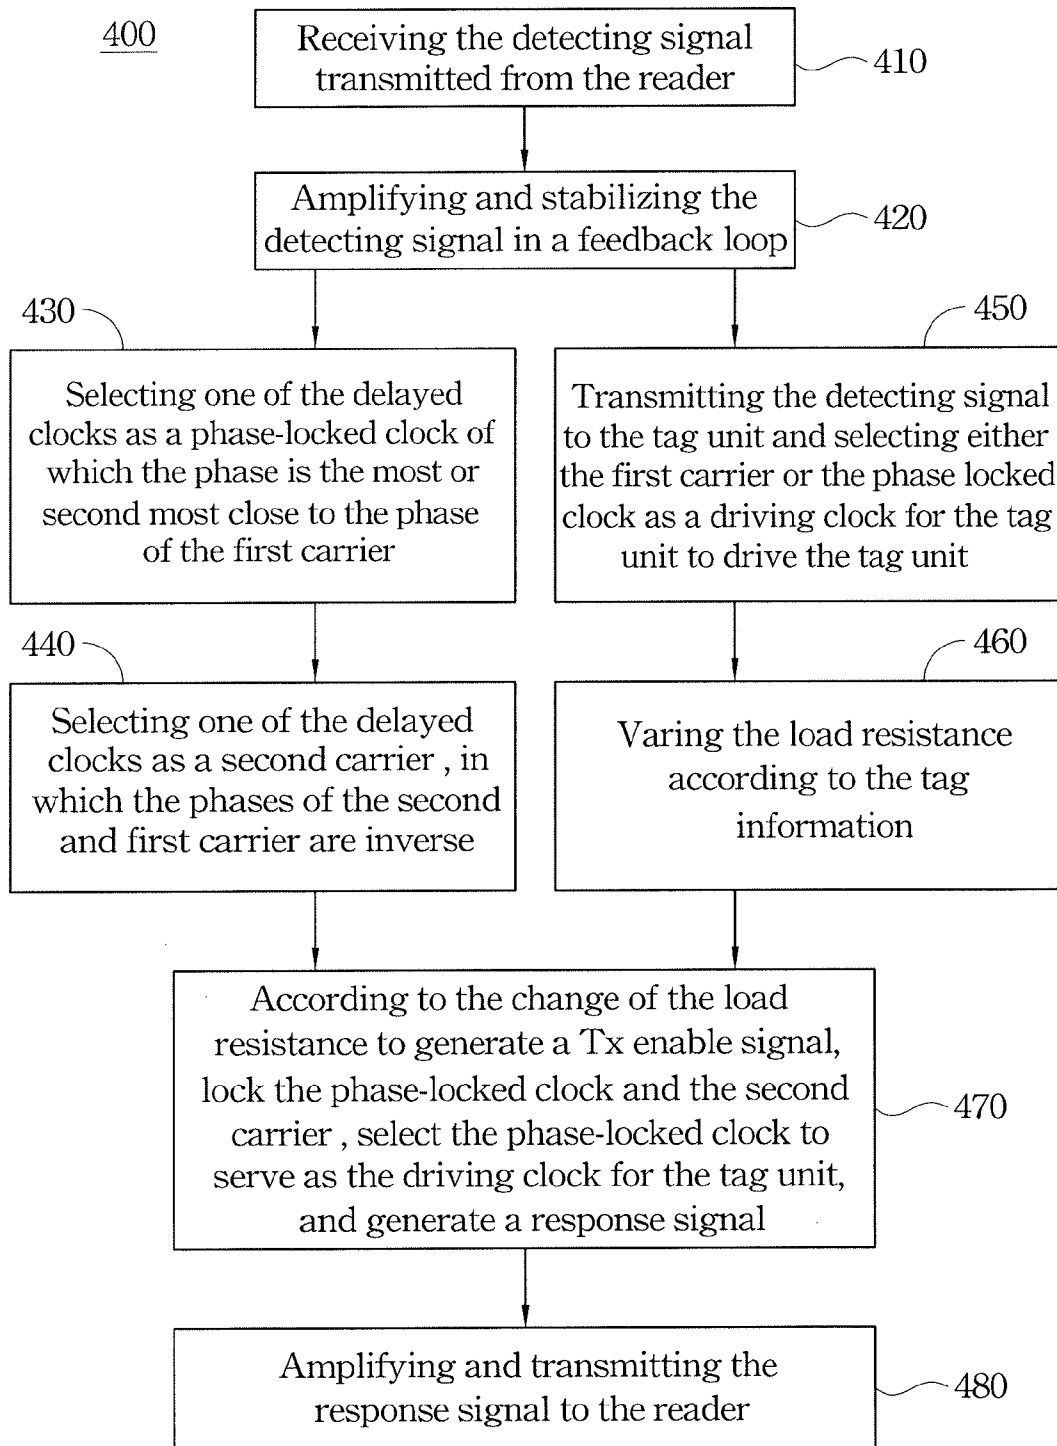 400
Receiving the detecting signal
transmitted from the reader
410
Amplifying and stabilizing the
detecting signal in a feedback loop
420
430
Selecting one of the delayed
clocks as a phase-locked clock of
which the phase is the most or
second most close to the phase
of the first carrier
450
Transmitting the detecting signal
to the tag unit and selecting either
the first carrier or the phase locked
clock as a driving clock for the tag
unit to drive the tag unit
440
Selecting one of the delayed
clocks as a second carrier , in
which the phases of the second
and first carrier are inverse
460
Varing the load resistance
according to the tag
information
According to the change of the load
resistance to generate a Tx enable signal,
lock the phase-locked clock and the second
carrier , select the phase-locked clock to
serve as the driving clock for the tag unit,
and generate a response signal
470
Amplifying and transmitting the
response signal to the reader
480